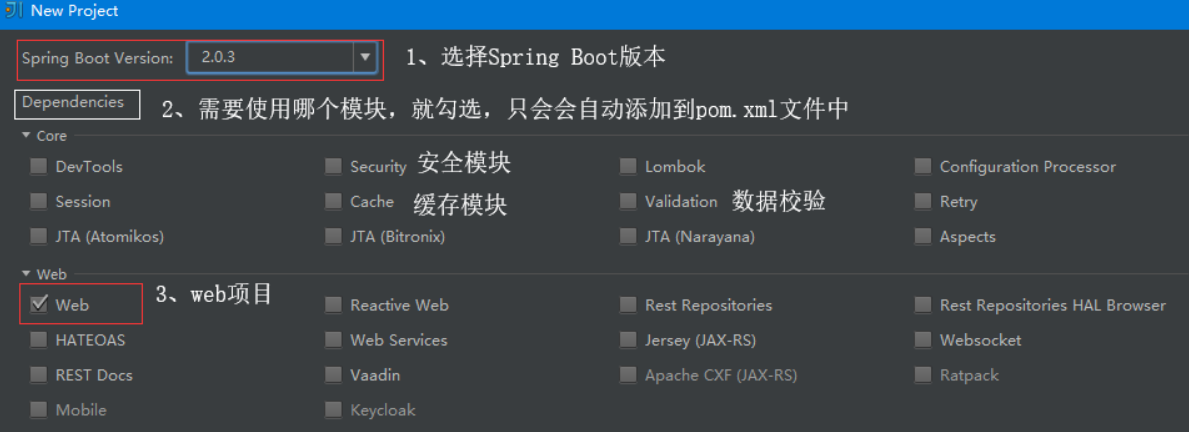 New Project
Spring Boot Version: 2.0.3 1、选择Spring Boot版本
Dependencies 2、需要使用哪个模块，就勾选，只会会自动添加到pom.xml文件中
Core
DevTools Security 安全模块 Lombok Configuration Processor
Session Cache 缓存模块 Validation 数据校验 Retry
JTA (Atomikos) JTA (Bitronix) JTA (Narayana) Aspects
Web
Web 3、web项目 Reactive Web Rest Repositories Rest Repositories HAL Browser
HATEOAS Web Services Jersey (JAX-RS) Websocket
REST Docs Vaadin Apache CXF (JAX-RS) Ratpack
Mobile Keycloak